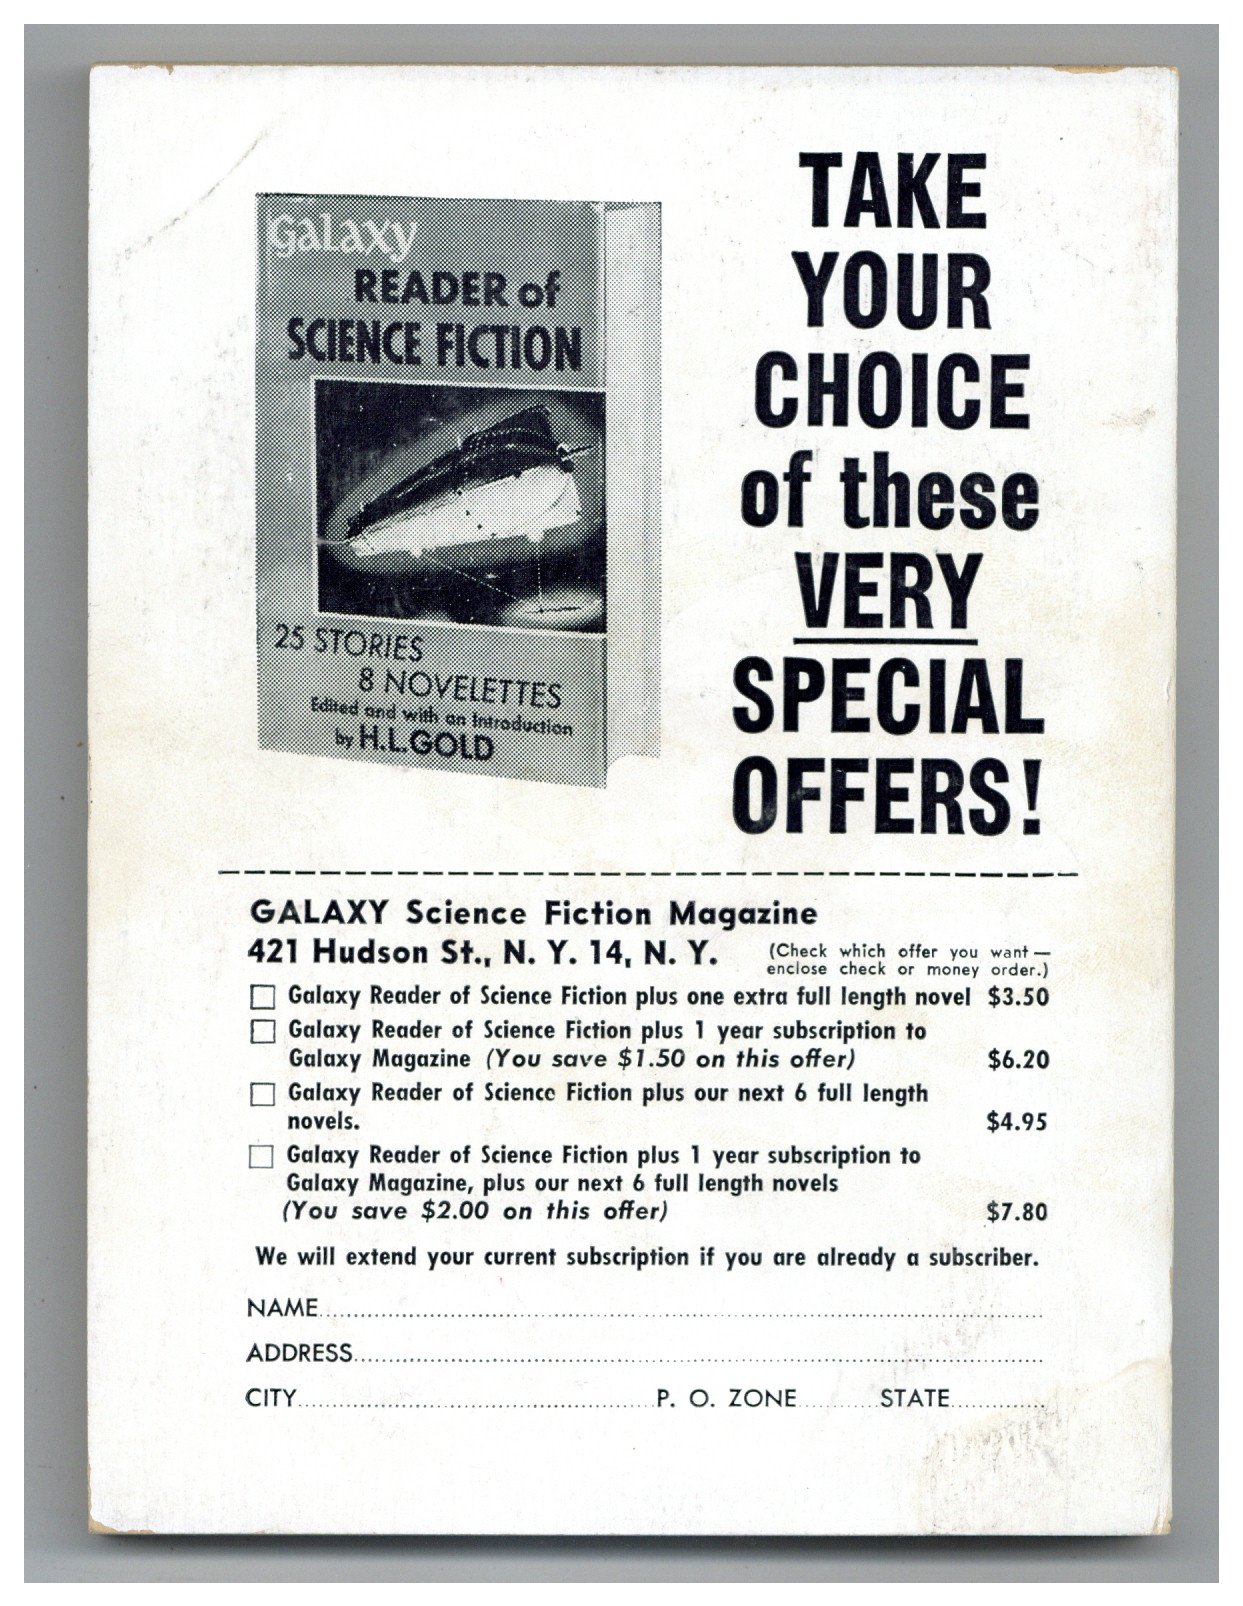 Galaxy
READER of
SCIENCE FICTION
25 STORIES
8 NOVELETTES
Edited and with an Introduction
by H.L.GOLD
TAKE
YOUR
CHOICE
of these
VERY
SPECIAL
OFFERS!
GALAXY Science Fiction Magazine
421 Hudson St., N. Y. 14, N. Y.
(Check which offer you want—
enclose check or money order.)
Galaxy Reader of Science Fiction plus one extra full length novel $3.50
Galaxy Reader of Science Fiction plus 1 year subscription to
Galaxy Magazine (You save $1.50 on this offer) $6.20
Galaxy Reader of Science Fiction plus our next 6 full length
novels. $4.95
Galaxy Reader of Science Fiction plus 1 year subscription to
Galaxy Magazine, plus our next 6 full length novels
(You save $2.00 on this offer) $7.80
We will extend your current subscription if you are already a subscriber.
NAME
ADDRESS
CITY P. O. ZONE STATE